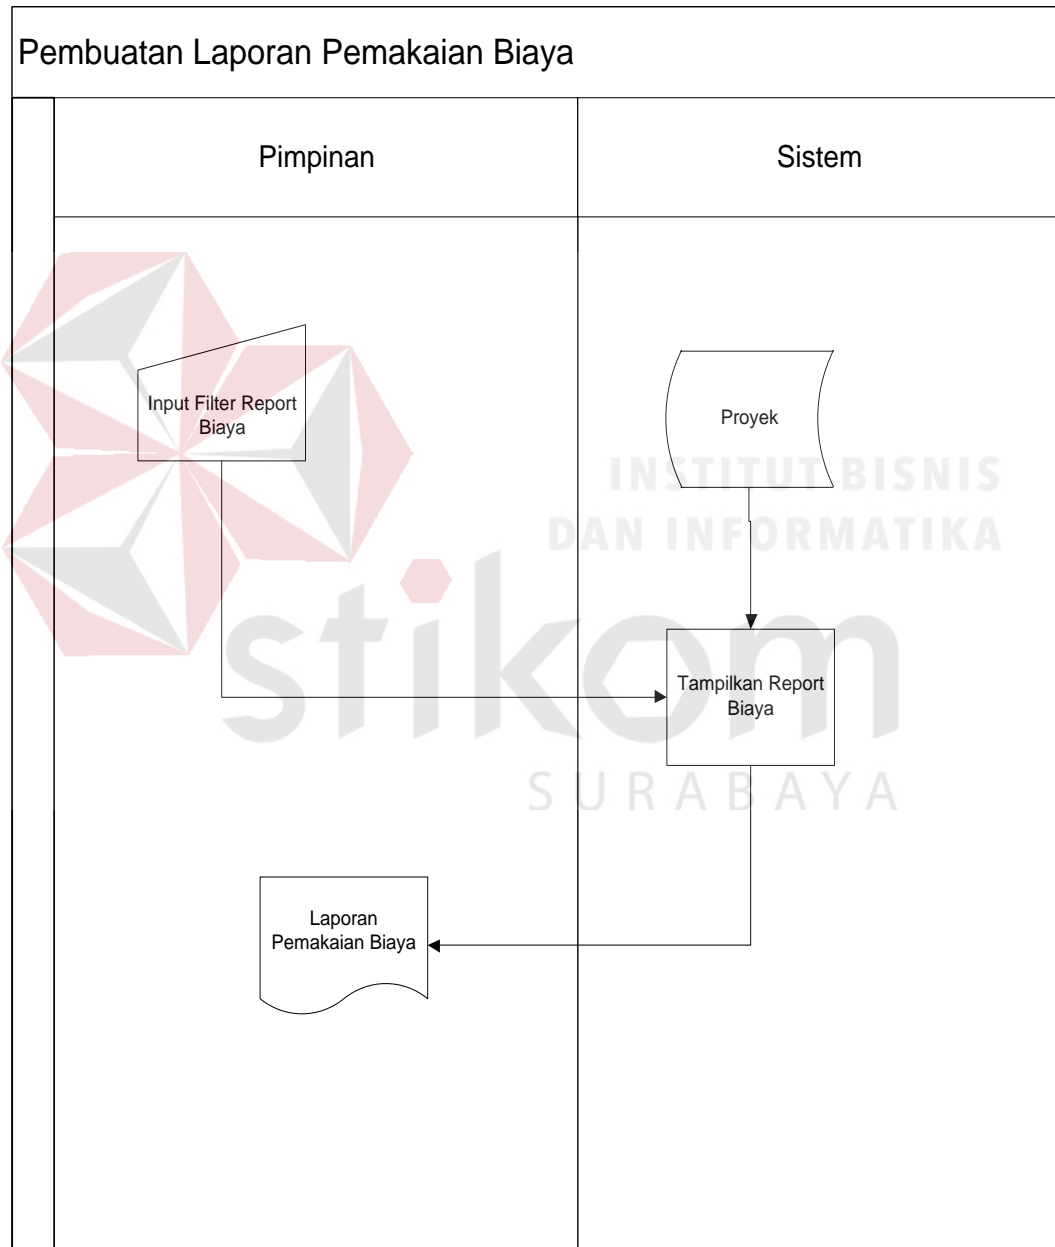 Pembuatan Laporan Pemakaian Biaya
Pimpinan
Sistem
Input Filter Report
Biaya
Proyek
INSTITUT BISNIS
DAN INFORMATIKA
stikom
SURABAYA
Tampilkan Report
Biaya
Laporan
Pemakaian Biaya